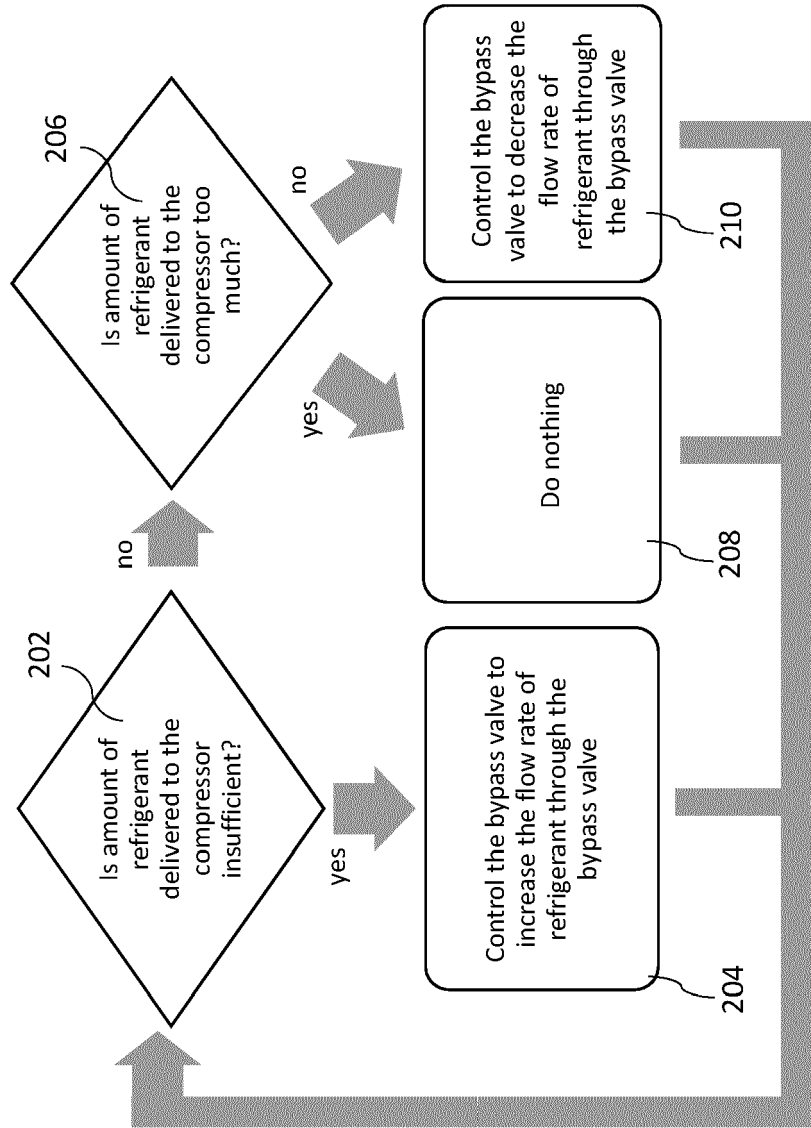 202
Is amount of
refrigerant
delivered to the
compressor
insufficient?
no
206
Is amount of
refrigerant
delivered to the
compressor too
much?
yes
yes
no
Control the bypass valve to
increase the flow rate of
refrigerant through the
bypass valve
204
Do nothing
208
Control the bypass
valve to decrease the
flow rate of
refrigerant through
the bypass valve
210